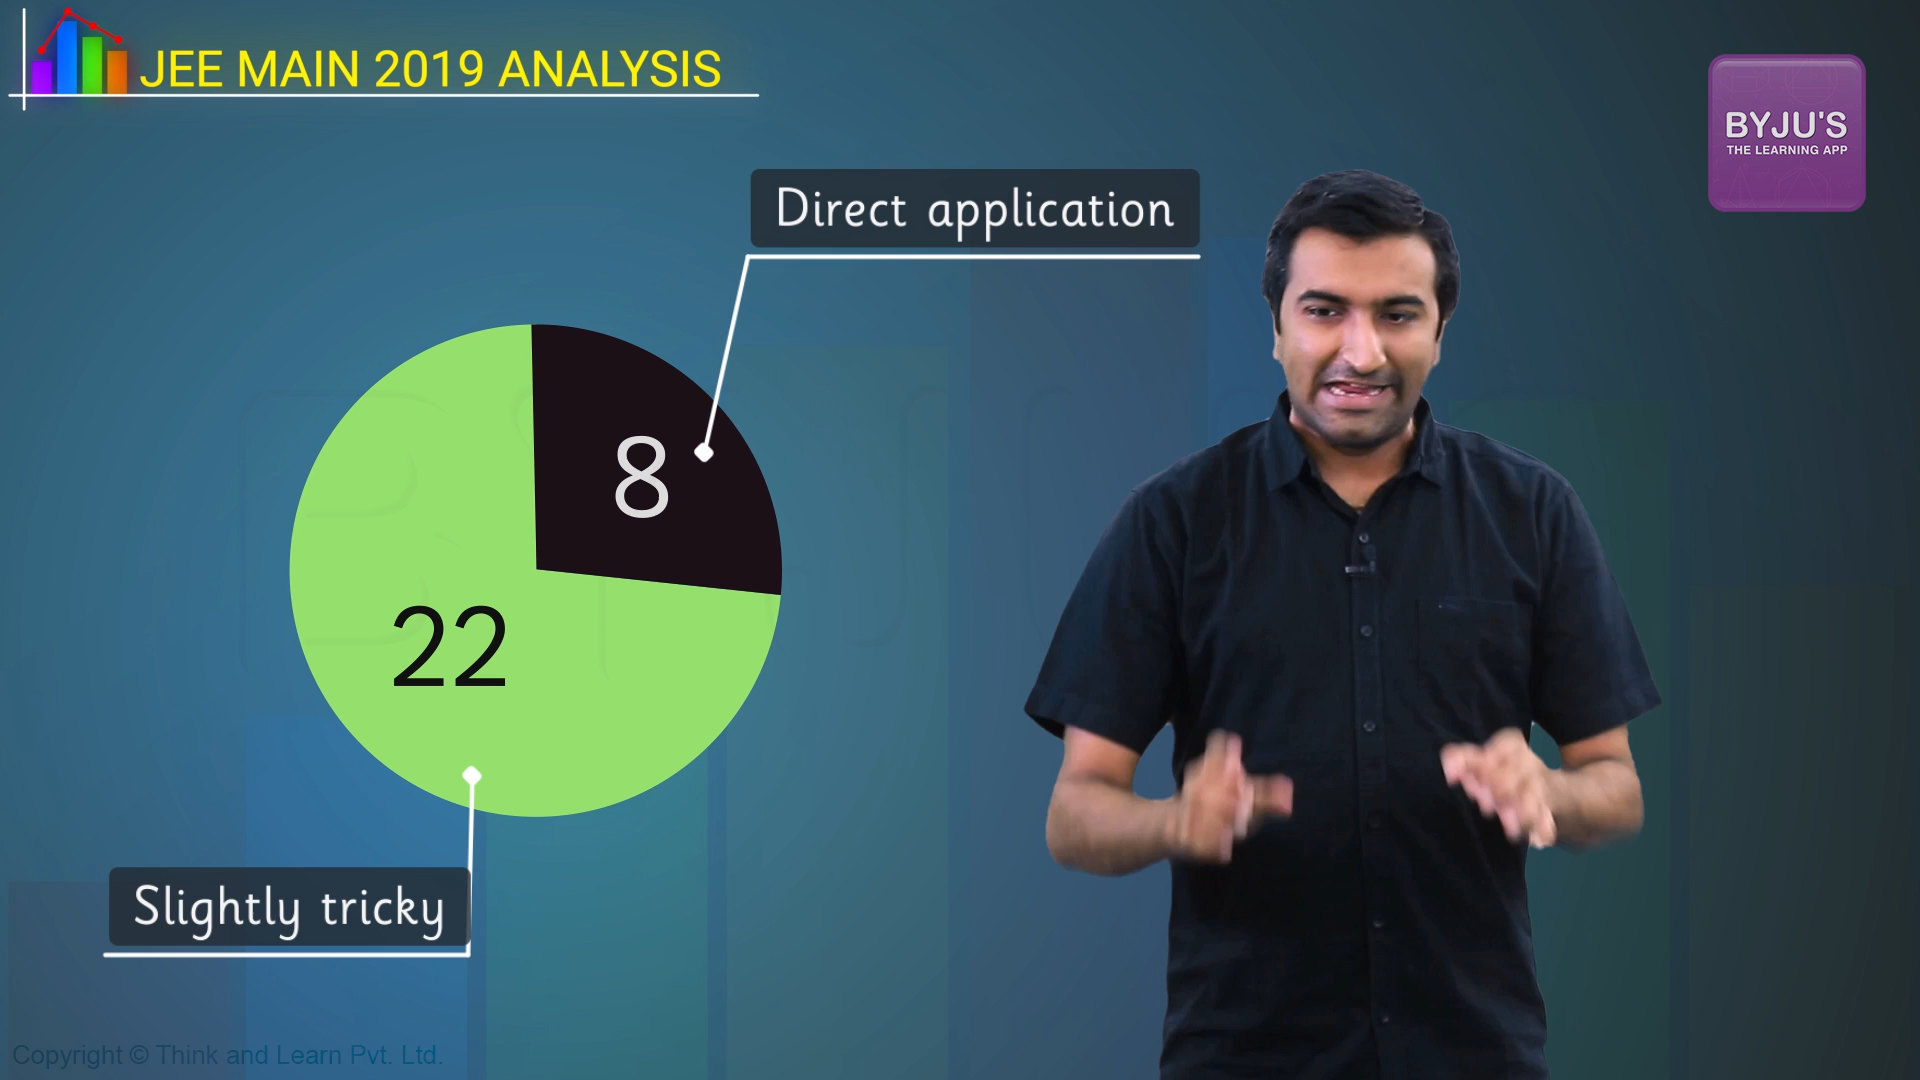 JEE MAIN 2019 ANALYSIS
BYJU'S
THE LEARNING APP
Direct application
8
22
Slightly tricky
Copyright © Think and Learn Pvt. Ltd.